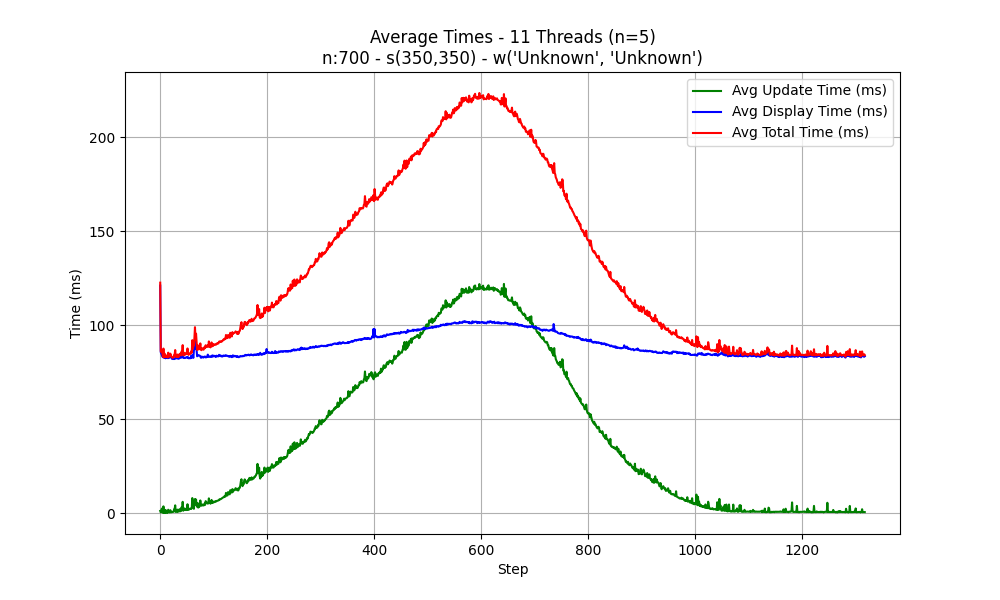 Average Times - 11 Threads (n=5)
n:700 - s(350,350) - w('Unknown', 'Unknown')
Avg Update Time (ms)
Avg Display Time (ms)
Avg Total Time (ms)
Time (ms)
200
150
100
50
0
0 200 400 600 800 1000 1200
Step